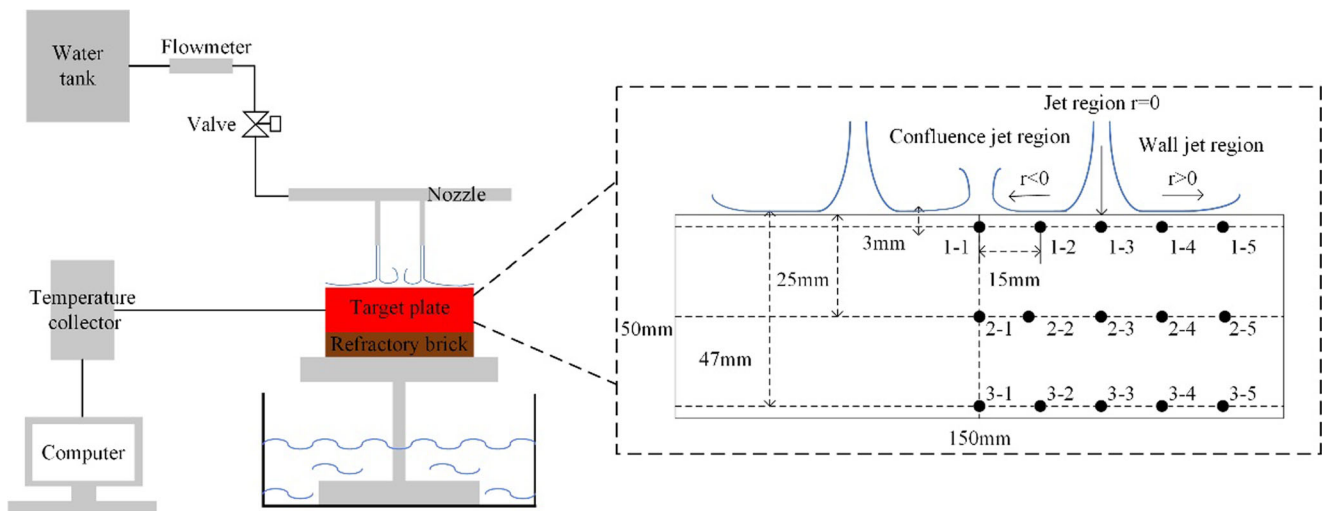 Water
tank
Flowmeter
Valve
Nozzle
Temperature
collector
Target plate
Refractory brick
Computer
Jet region r=0
Confluence jet region
Wall jet region
r<0
r>0
3mm
1-1
1-2
1-3
1-4
1-5
25mm
15mm
50mm
2-1
2-2
2-3
2-4
2-5
47mm
3-1
3-2
3-3
3-4
3-5
150mm